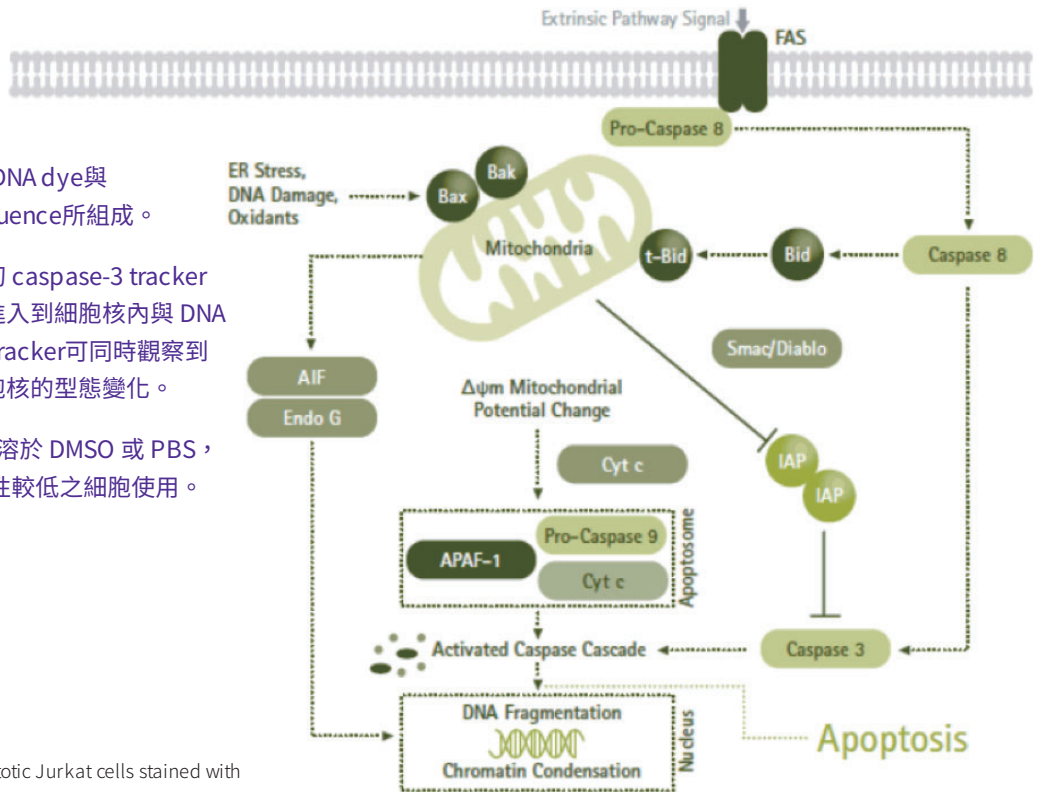 Extrinsic Pathway Signal
FAS
Pro-Caspase 8
DNA dye與
uence所組成。
ER Stress,
DNA Damage,
Oxidants
Bak
Bax
Mitochondria
t-Bid
Bid
Caspase 8
caspase-3 tracker
進入到細胞核內與 DNA
racker可同時觀察到
胞核的型態變化。
Smac/Diablo
AIF
Endo G
Δψm Mitochondrial
Potential Change
溶於 DMSO 或 PBS,
性較低之細胞使用。
Cyt c
IAP
IAP
Pro-Caspase 9
APAF-1
Cyt c
Apoptosome
Activated Caspase Cascade
Caspase 3
DNA Fragmentation
Chromatin Condensation
Nucleus
Apoptosis
totic Jurkat cells stained with